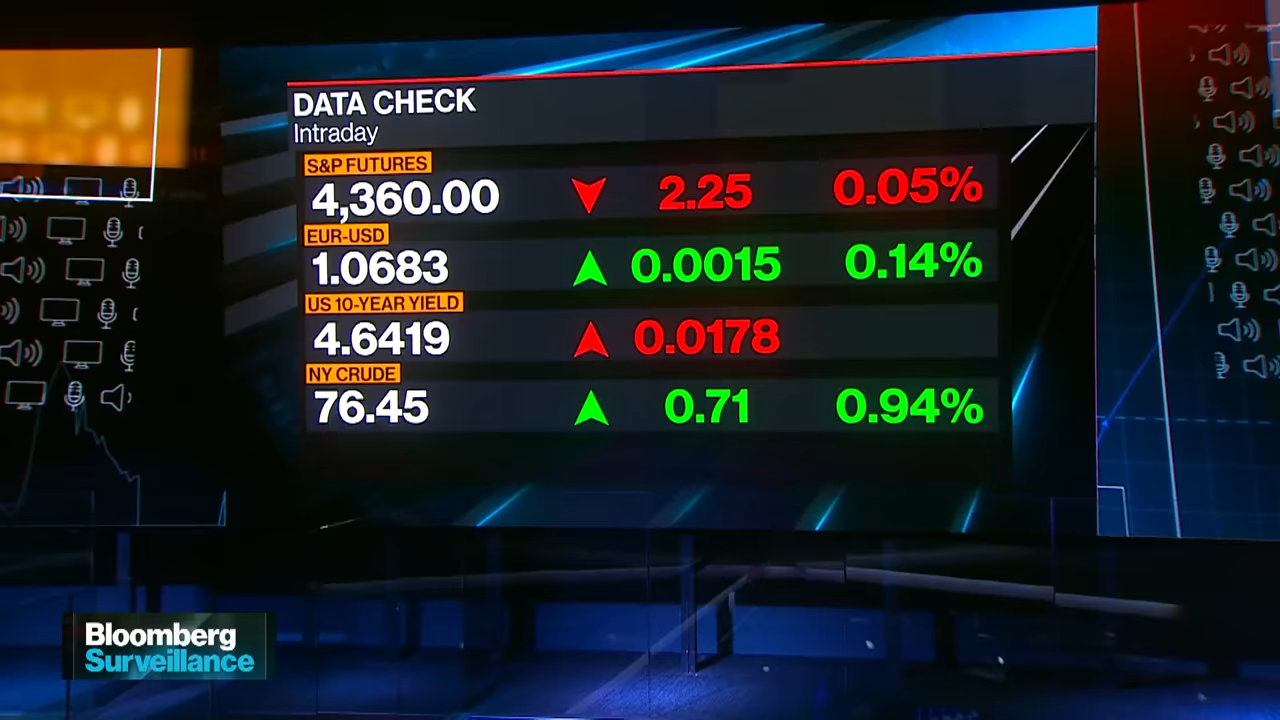 DATA CHECK
Intraday
S&P FUTURES
4,360.00 ▼ 2.25 0.05%
EUR-USD
1.0683 ▲ 0.0015 0.14%
US 10-YEAR YIELD
4.6419 ▲ 0.0178
NY CRUDE
76.45 ▲ 0.71 0.94%
Bloomberg
Surveillance